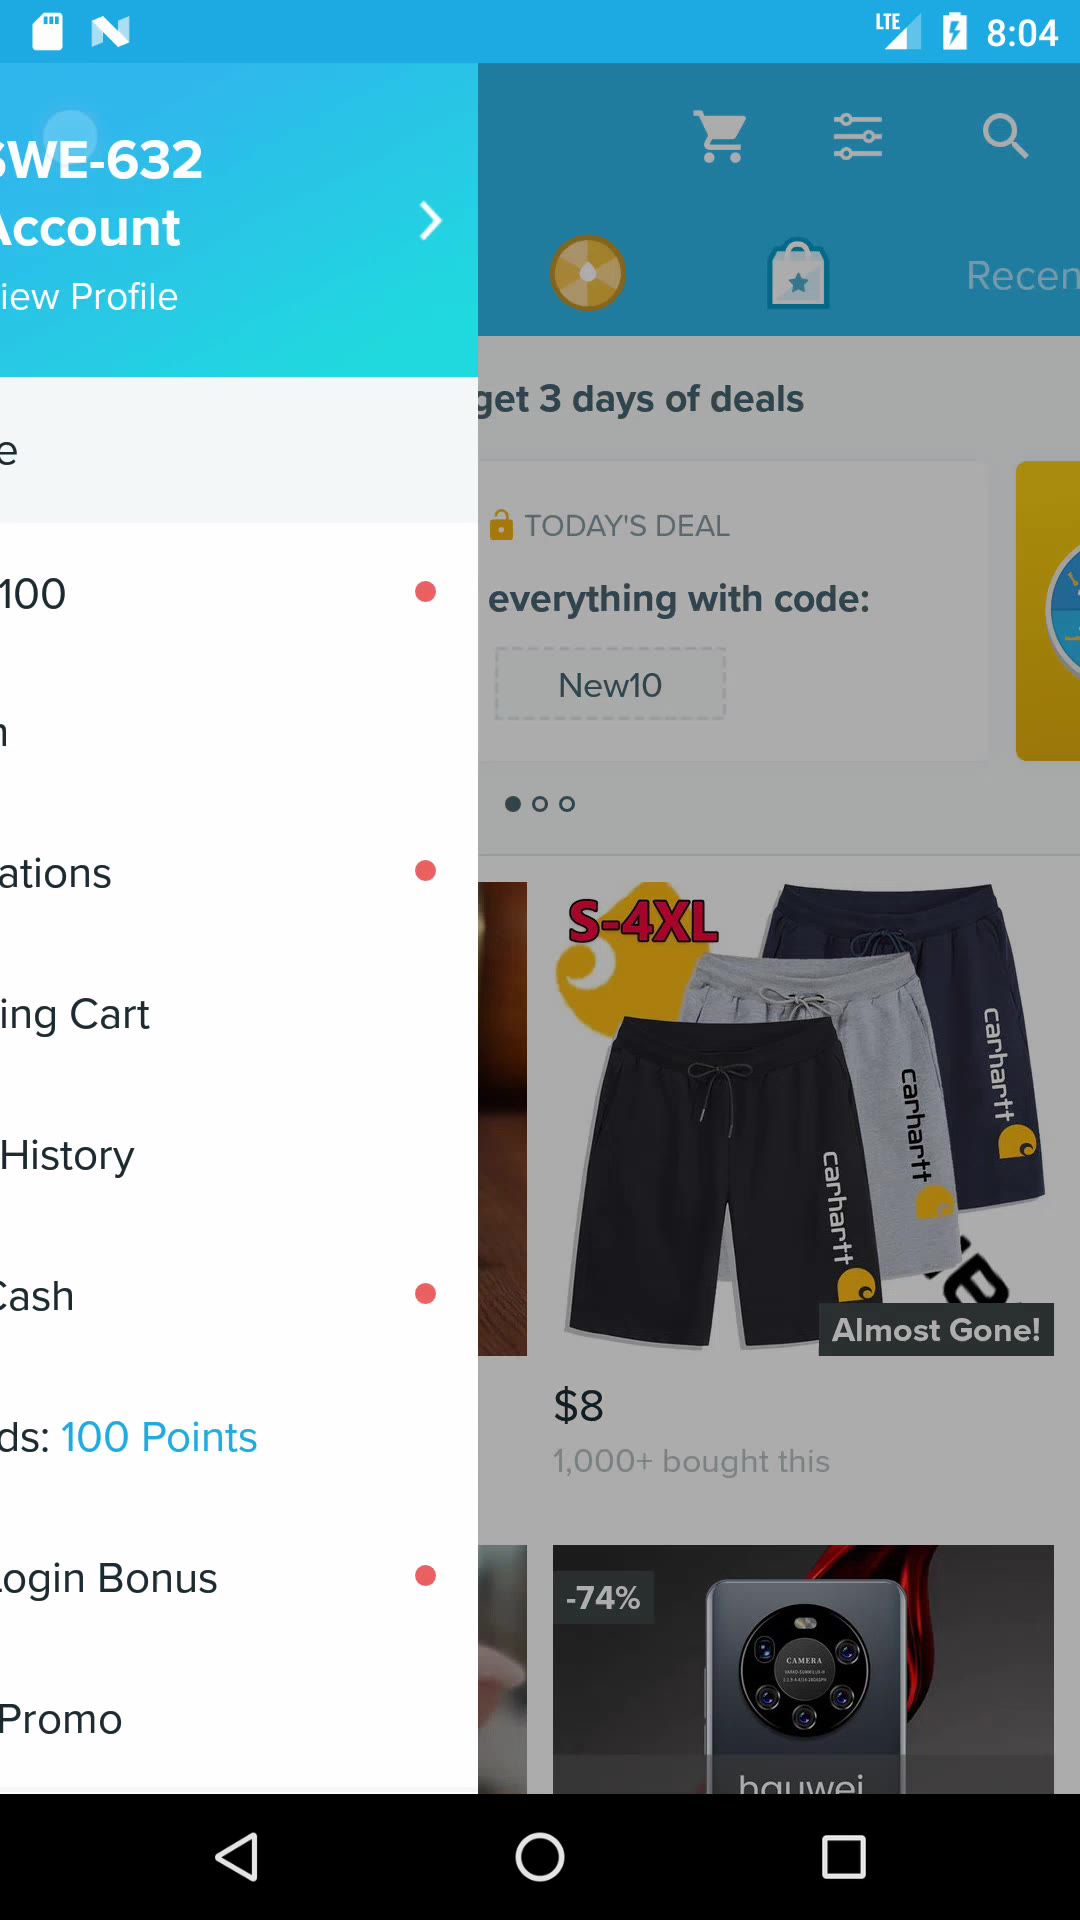 LTE 8:04
SWE-632
Account
iew Profile
Recen
e
get 3 days of deals
TODAY'S DEAL
100
everything with code:
New10
ations
S-4XL
ing Cart
carhartt
carhartt
carhartt
History
Cash
Almost Gone!
$8
ds: 100 Points
1,000+ bought this
Login Bonus
-74%
CAMERA
Promo
hauwei